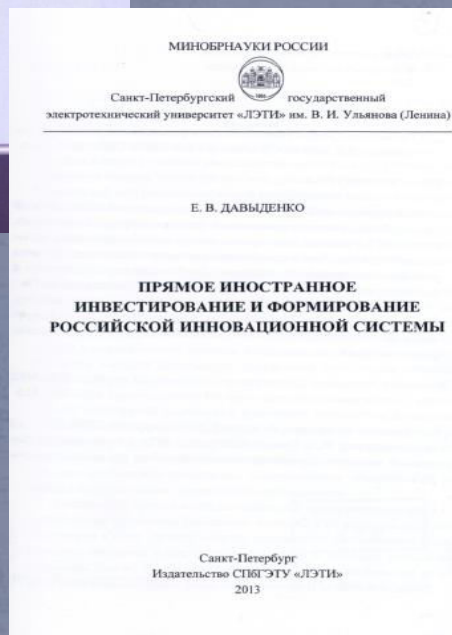 МИНОБРНАУКИ РОССИИ
Санкт-Петербургский государственный
электротехнический университет «ЛЭТИ» им. В. И. Ульянова (Ленина)
Е. В. ДАВЫДЕНКО
ПРЯМОЕ ИНОСТРАННОЕ
ИНВЕСТИРОВАНИЕ И ФОРМИРОВАНИЕ
РОССИЙСКОЙ ИННОВАЦИОННОЙ СИСТЕМЫ
Санкт-Петербург
Издательство СПбГЭТУ «ЛЭТИ»
2013